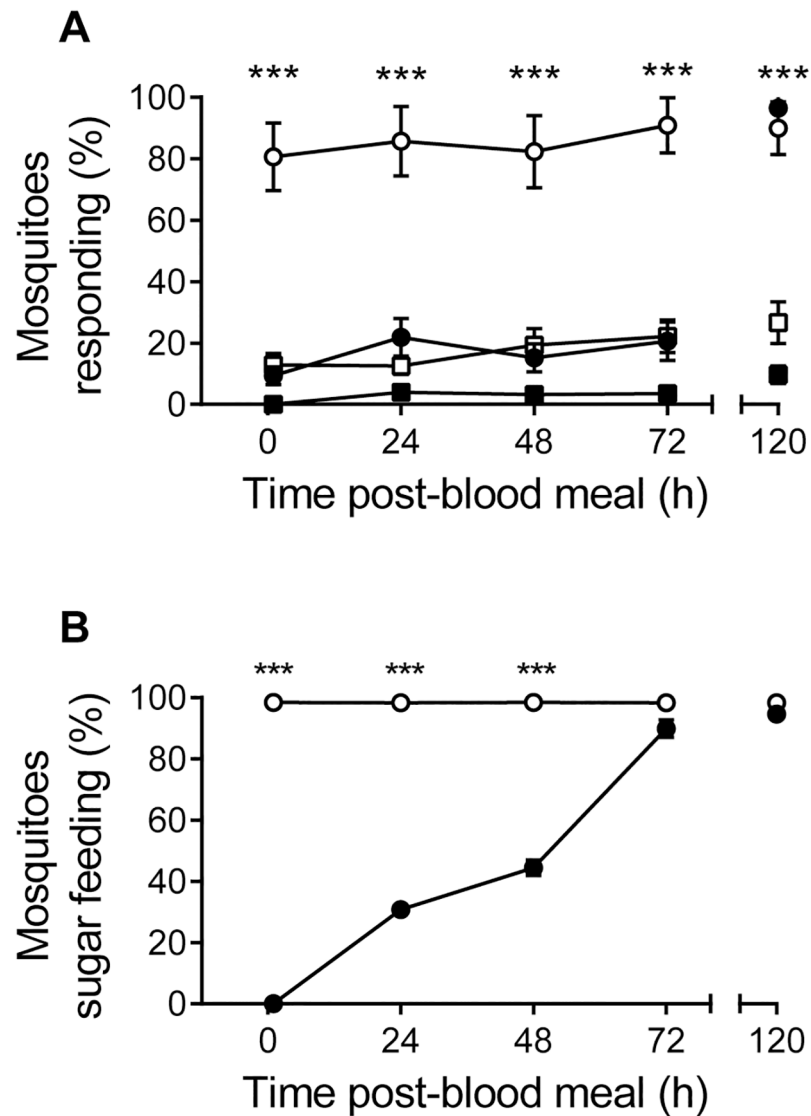 A
*** *** *** *** ***
100
80
60
40
20
0
Mosquitoes
responding (%)
0 24 48 72 120
Time post-blood meal (h)
B
*** *** ***
100
80
60
40
20
0
Mosquitoes
sugar feeding (%)
0 24 48 72 120
Time post-blood meal (h)